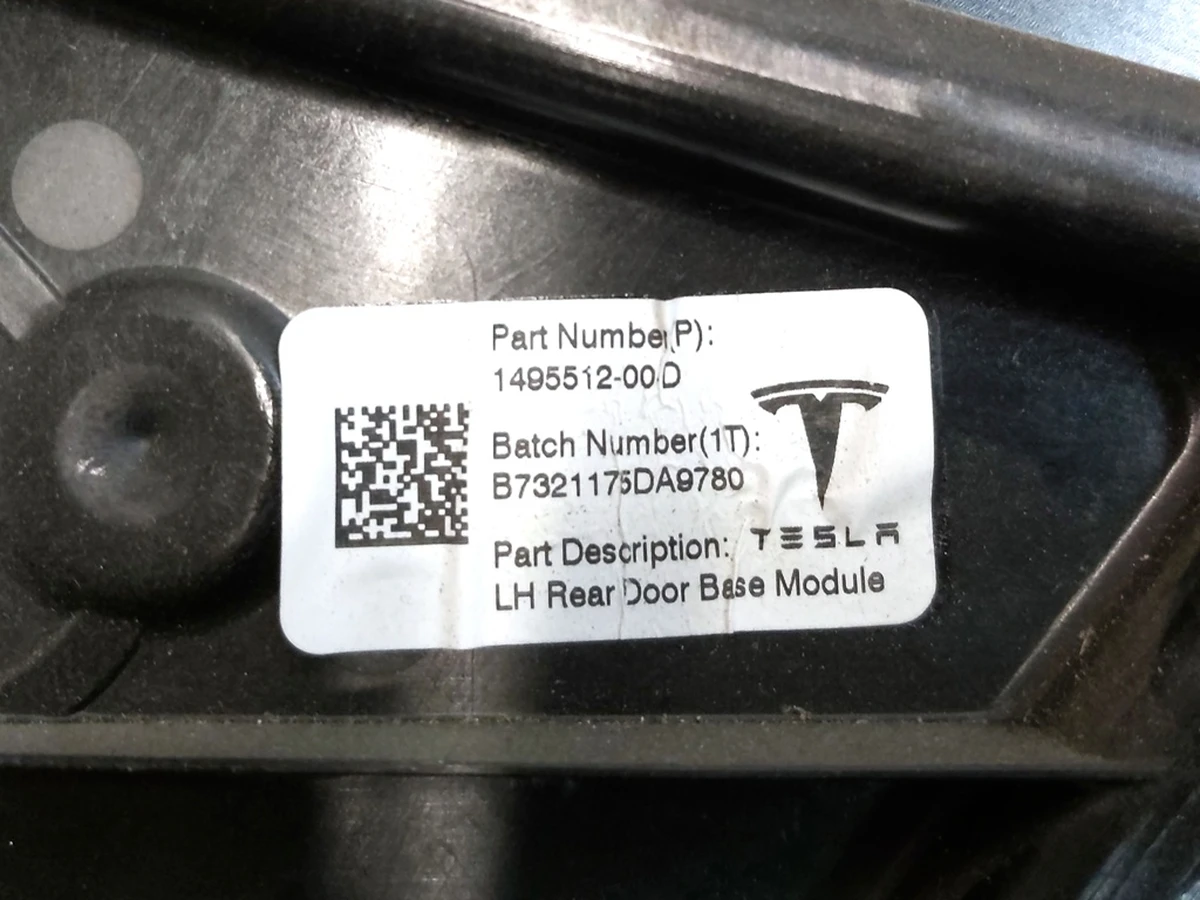 Part Number(P):
1495512-00-D
Batch Number(1T):
B7321175DA9780
Part Description:
TESLA
LH Rear Door Base Module